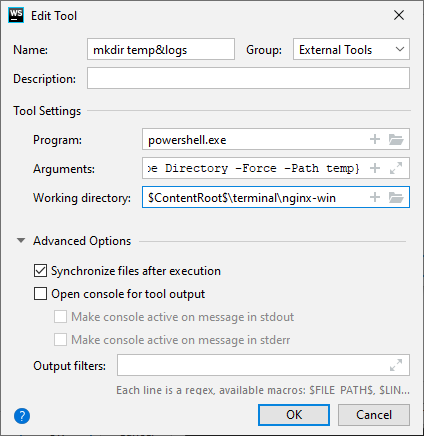 WS Edit Tool
Name: mkdir temp&logs Group: External Tools
Description:
Tool Settings
Program: powershell.exe
Arguments: pe Directory -Force -Path temp}
Working directory: $ContentRoot$\terminal\nginx-win
Advanced Options
Synchronize files after execution
Open console for tool output
Make console active on message in stdout
Make console active on message in stderr
Output filters:
Each line is a regex, available macros: $FILE_PATH$, $LIN...
? OK Cancel